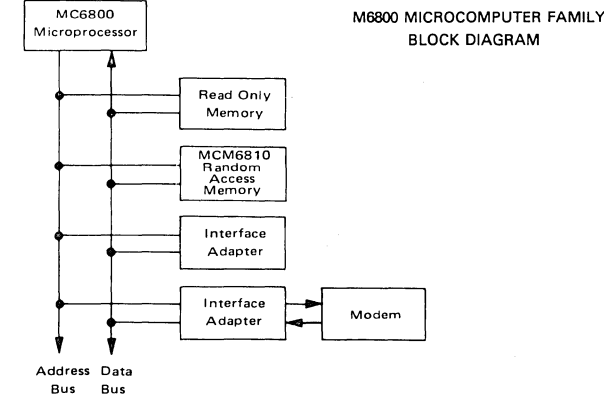 MC6800
Microprocessor
M6800 MICROCOMPUTER FAMILY
BLOCK DIAGRAM
Read Only
Memory
MCM6810
Random
Access
Memory
Interface
Adapter
Interface
Adapter
Modem
Address
Bus
Data
Bus